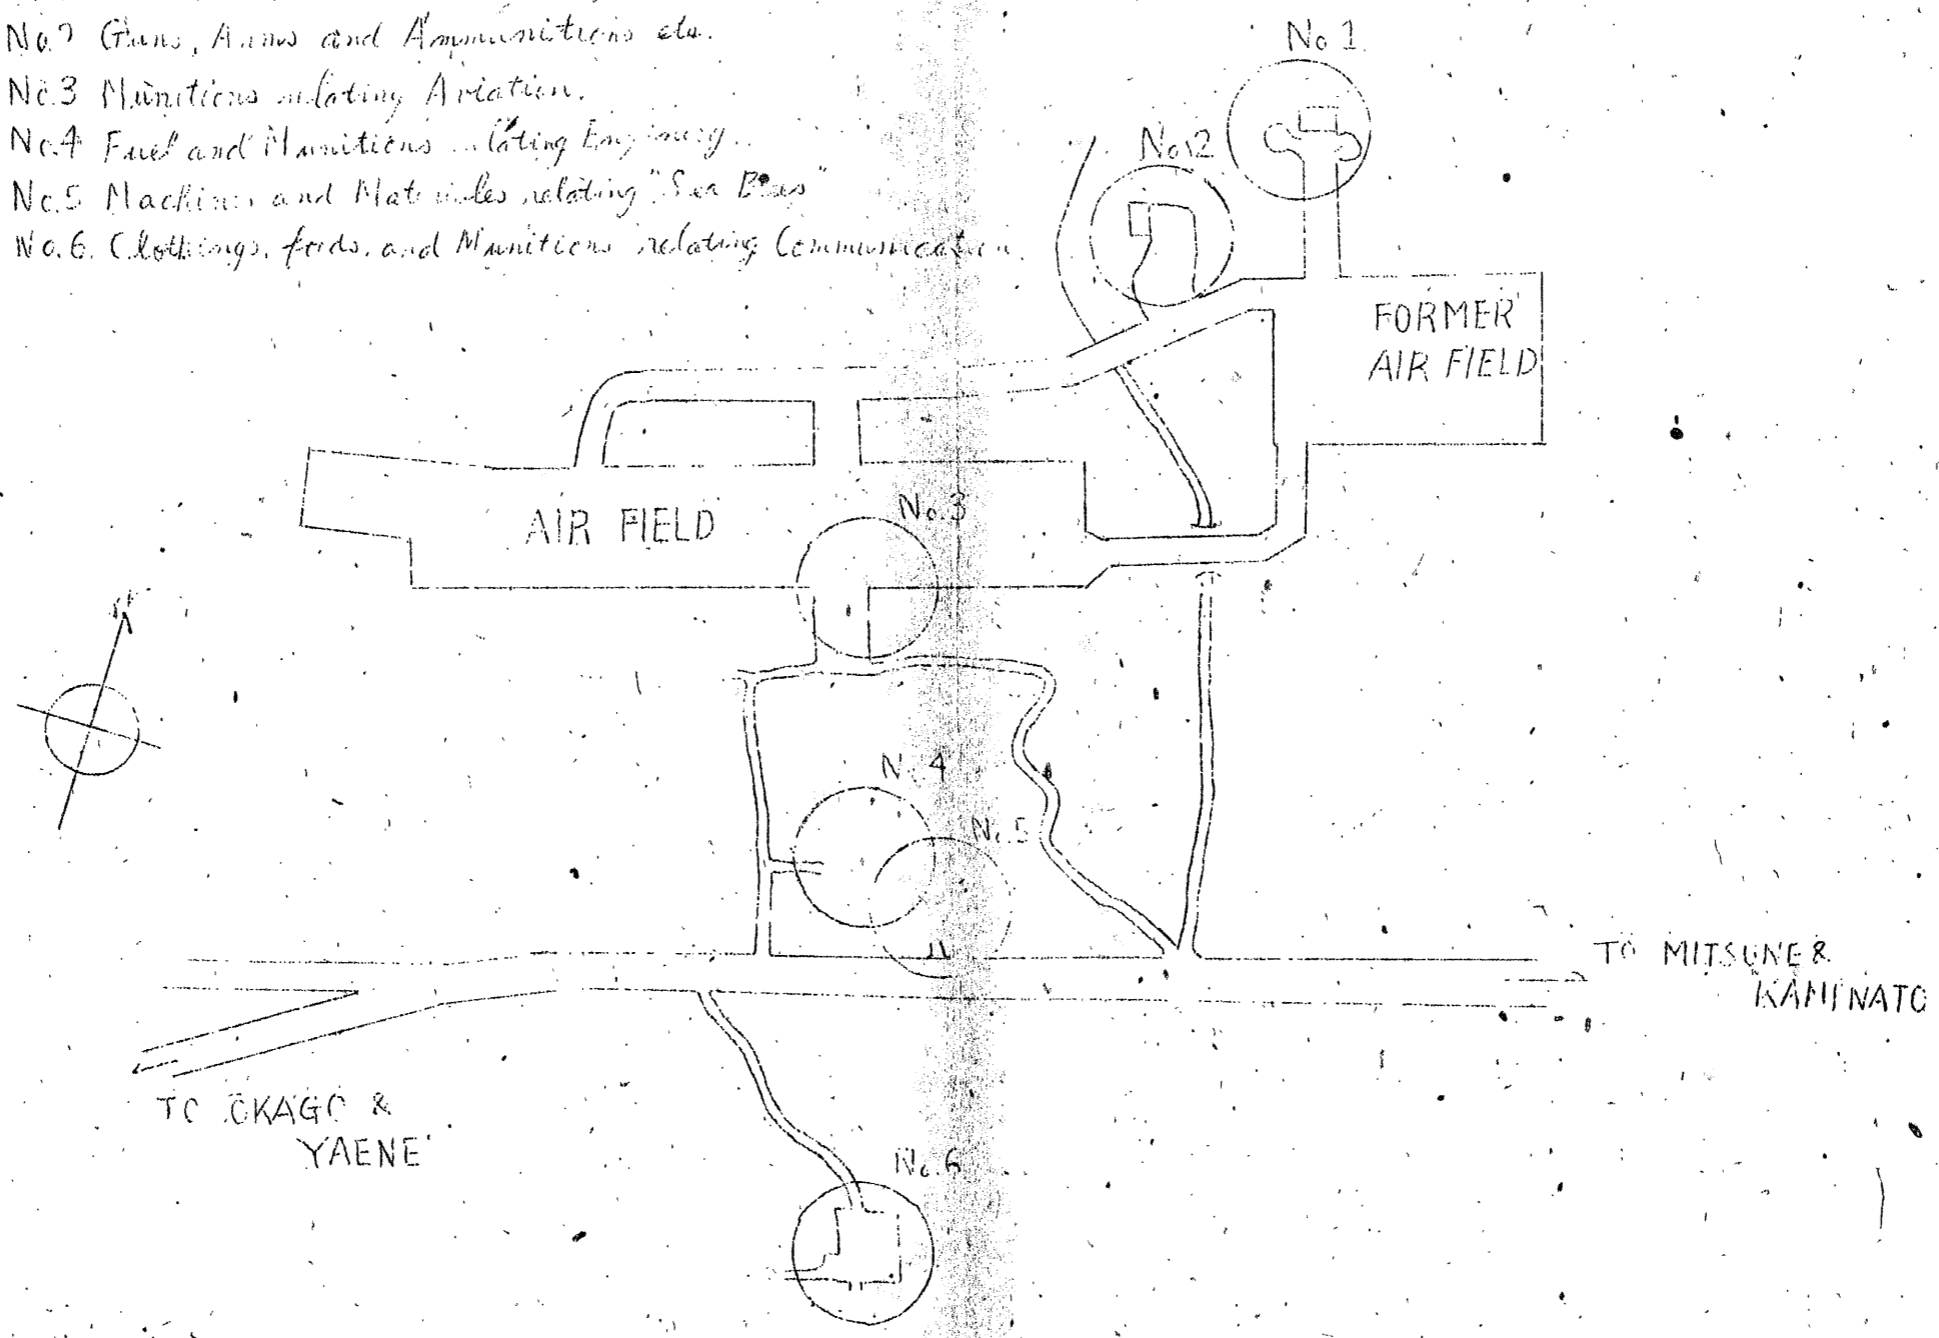 No.2 Guns, Arms and Ammunitions etc.
No.3 Munitions relating Aviation.
No.4 Fuel and Munitions relating
No.5 Machines and Materiales relating "Sea Bees"
No.6. Clothings, foods, and Munitions relating Communication.
No 1.
No.2
FORMER
AIR FIELD
AIR FIELD
No.3
N
No.4
No.5
TO MITSUNE &
KAMINATO
TO OKAGO &
YAENE
No.6